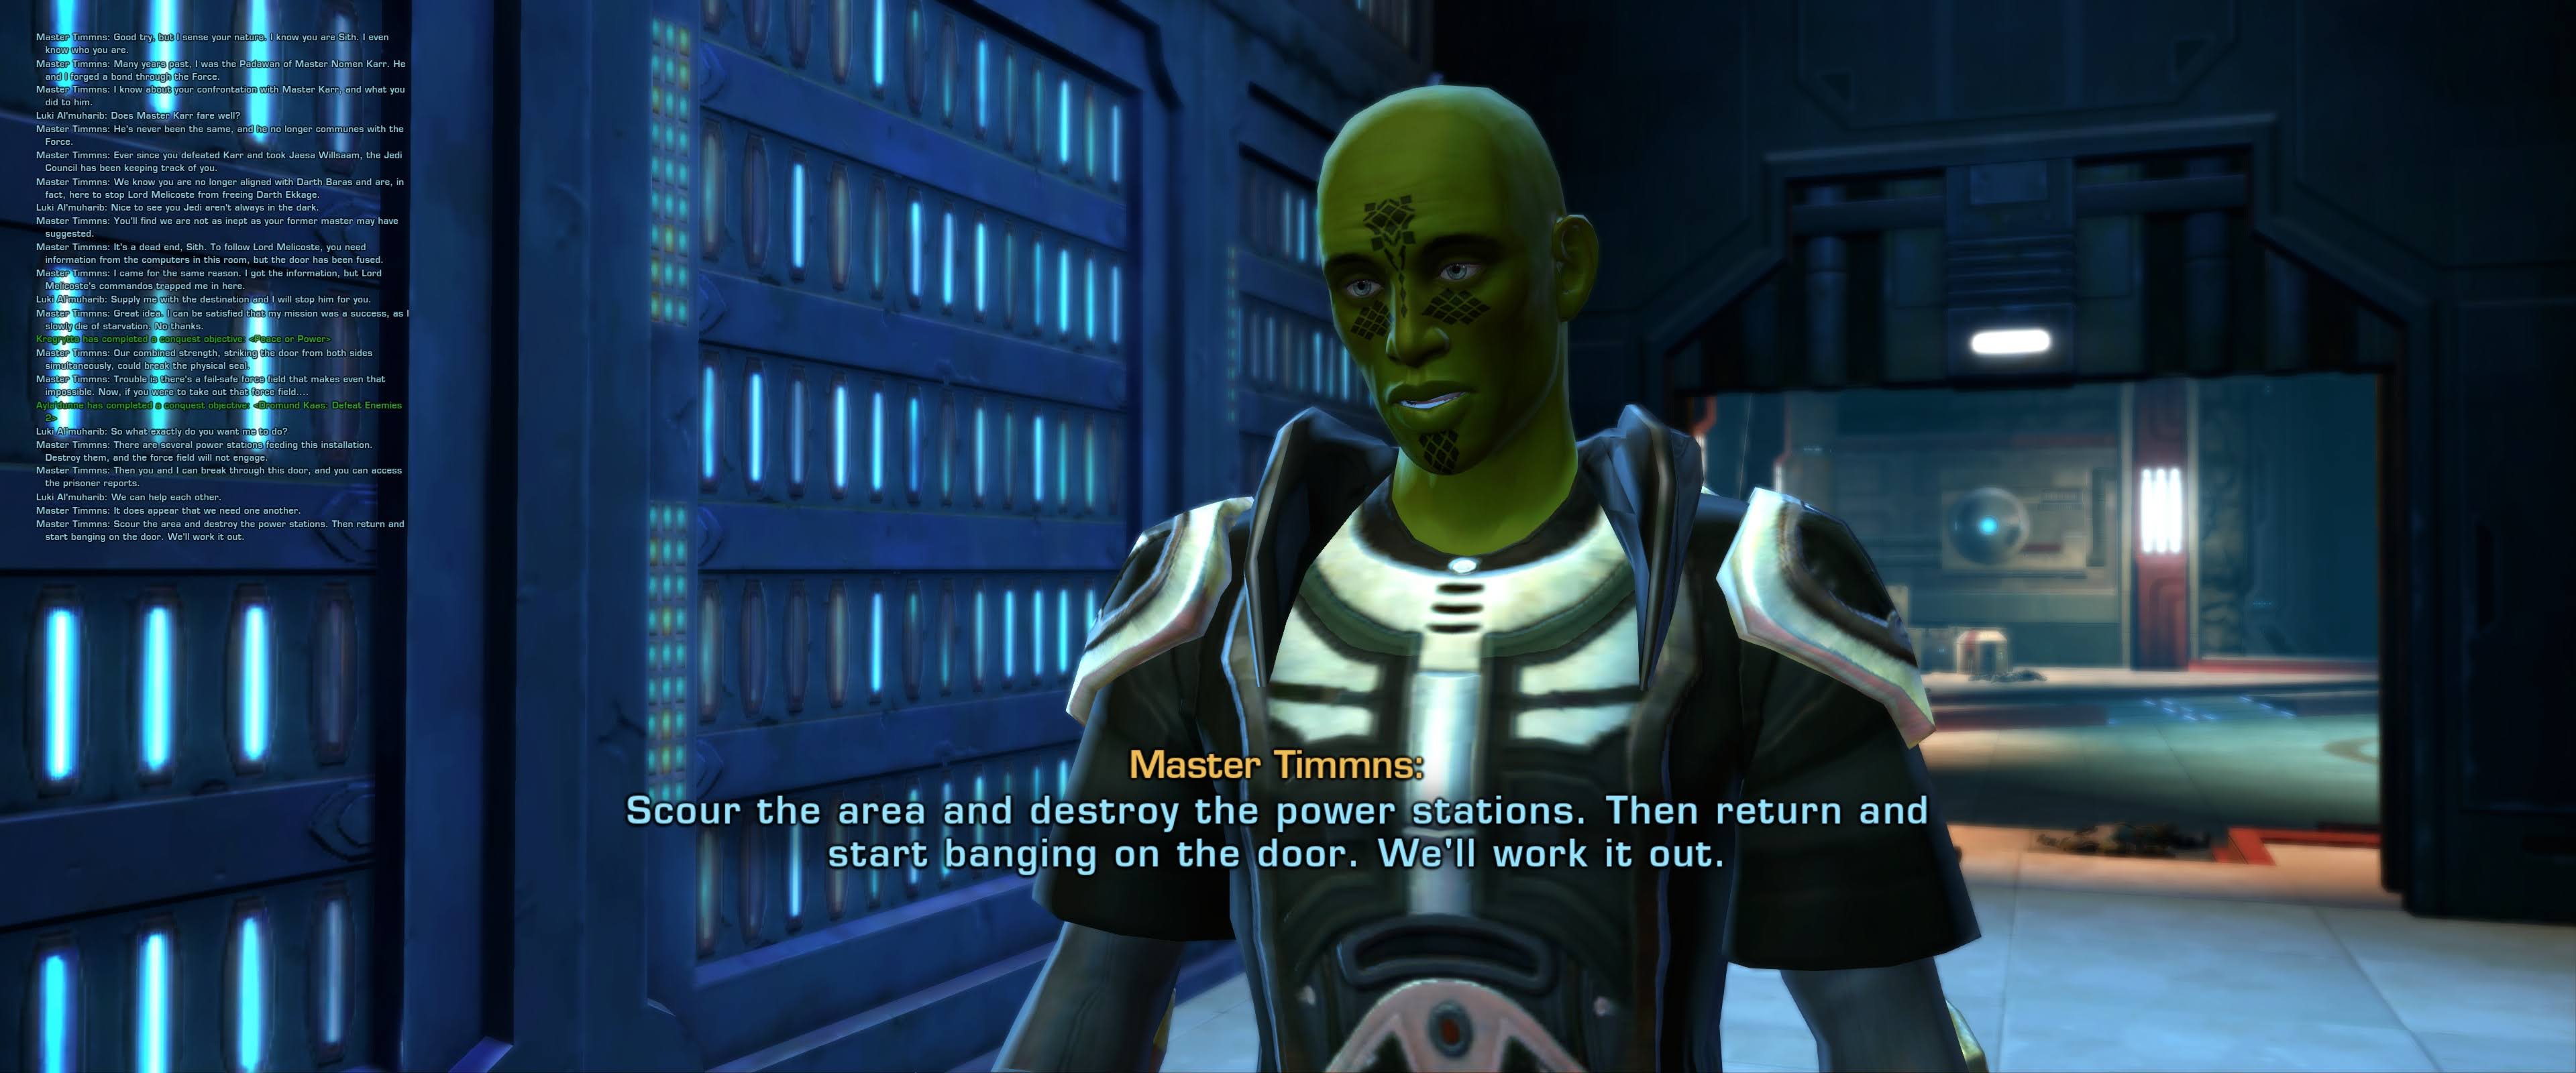 Master Timmns: Good try, but I sense your nature. I know you are Sith. I even
know who you are.
Master Timmns: Many years past, I was the Padawan of Master Nomen Karr. He
and I forged a bond through the Force.
Master Timmns: I know about your confrontation with Master Karr, and what you
did to him.
Luki Al'muharib: Does Master Karr fare well?
Master Timmns: He's never been the same, and he no longer communes with the
Force.
Master Timmns: Ever since you defeated Karr and took Jaesa Willsaam, the Jedi
Council has been keeping track of you.
Master Timmns: We know you are no longer aligned with Darth Baras and are, in
fact, here to stop Lord Melicoste from freeing Darth Ekkage.
Luki Al'muharib: Nice to see you Jedi aren't always in the dark.
Master Timmns: You'll find we are not as inept as your former master may have
suggested.
Master Timmns: It's a dead end, Sith. To follow Lord Melicoste, you need
information from the computers in this room, but the door has been fused.
Master Timmns: I came for the same reason. I got the information, but Lord
Melicoste's commandos trapped me in here.
Luki Al'muharib: Supply me with the destination and I will stop him for you.
Master Timmns: Great idea. I can be satisfied that my mission was a success, as I
slowly die of starvation. No thanks.
has completed a conquest objective: <Peace or Power>
Master Timmns: Our combined strength, striking the door from both sides
simultaneously, could break the physical seal.
Master Timmns: Trouble is there's a fail-safe force field that makes even that
impossible. Now, if you were to take out that force field....
has completed a conquest objective: <Dromund Kaas: Defeat Enemies
2>
Luki Al'muharib: So what exactly do you want me to do?
Master Timmns: There are several power stations feeding this installation.
Destroy them, and the force field will not engage.
Master Timmns: Then you and I can break through this door, and you can access
the prisoner reports.
Luki Al'muharib: We can help each other.
Master Timmns: It does appear that we need one another.
Master Timmns: Scour the area and destroy the power stations. Then return and
start banging on the door. We'll work it out.
Master Timmns:
Scour the area and destroy the power stations. Then return and
start banging on the door. We'll work it out.